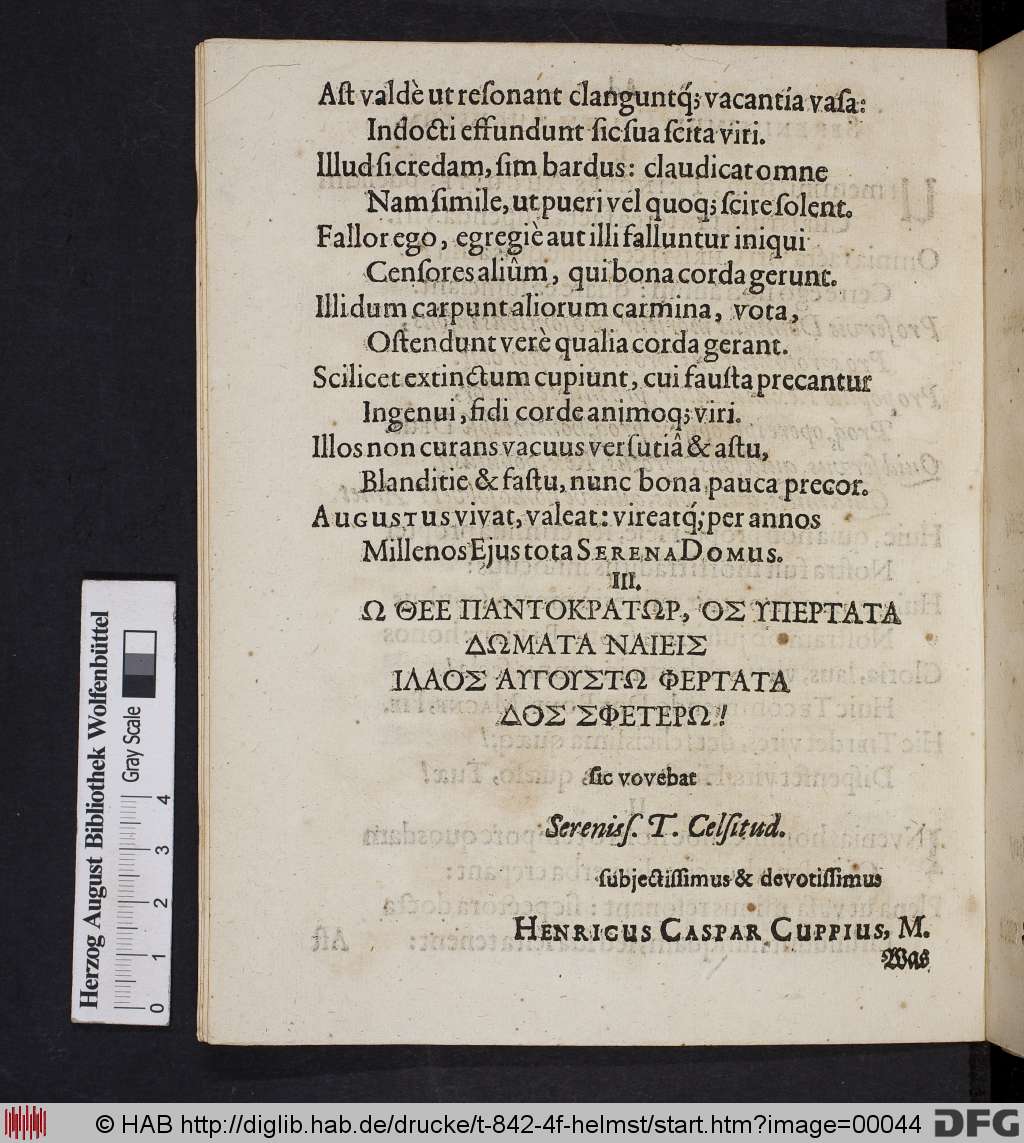 Aſt valdè ut reſonant clanguntq́; vacantia vaſa:
Indocti effundunt ſic ſua ſcita viri.
Illud ſi credam, ſim bardus: claudicat omne
Nam ſimile, ut pueri vel quoq; ſcire ſolent.
Fallor ego, egregiè aut illi falluntur iniqui
Cenſores aliûm, qui bona corda gerunt.
Illi dum carpunt aliorum carmina, vota,
Oſtendunt verè qualia corda gerant.
Scilicet extinctum cupiunt, cui fauſta precantur
Ingenui, fidi corde animoq; viri.
Illos non curans vacuus verſutiâ & aſtu,
Blanditie & faſtu, nunc bona pauca precor.
AUGUSTUS vivat, valeat: vireatq́; per annos
Millenos Ejus tota SERENA DOMUS.
III.
Ω ΘΕΕ ΠΑΝΤΟΚΡΑΤΩΡ, ΟΣ ΥΠΕΡΤΑΤΑ
ΔΩΜΑΤΑ ΝΑΙΕΙΣ
ΙΛΑΟΣ ΑΥΓΟΥΣΤΩ ΦΕΡΤΑΤΑ
ΔΟΣ ΣΦΕΤΕΡΩ!
ſic vovebat
Sereniſſ. T. Celſitud.
ſubjectiſſimus & devotiſſimus
HENRICUS CASPAR CUPPIUS, M.
Was
Herzog August Bibliothek Wolfenbüttel
Gray Scale
0 1 2 3 4
© HAB http://diglib.hab.de/drucke/t-842-4f-helmst/start.htm?image=00044
DFG